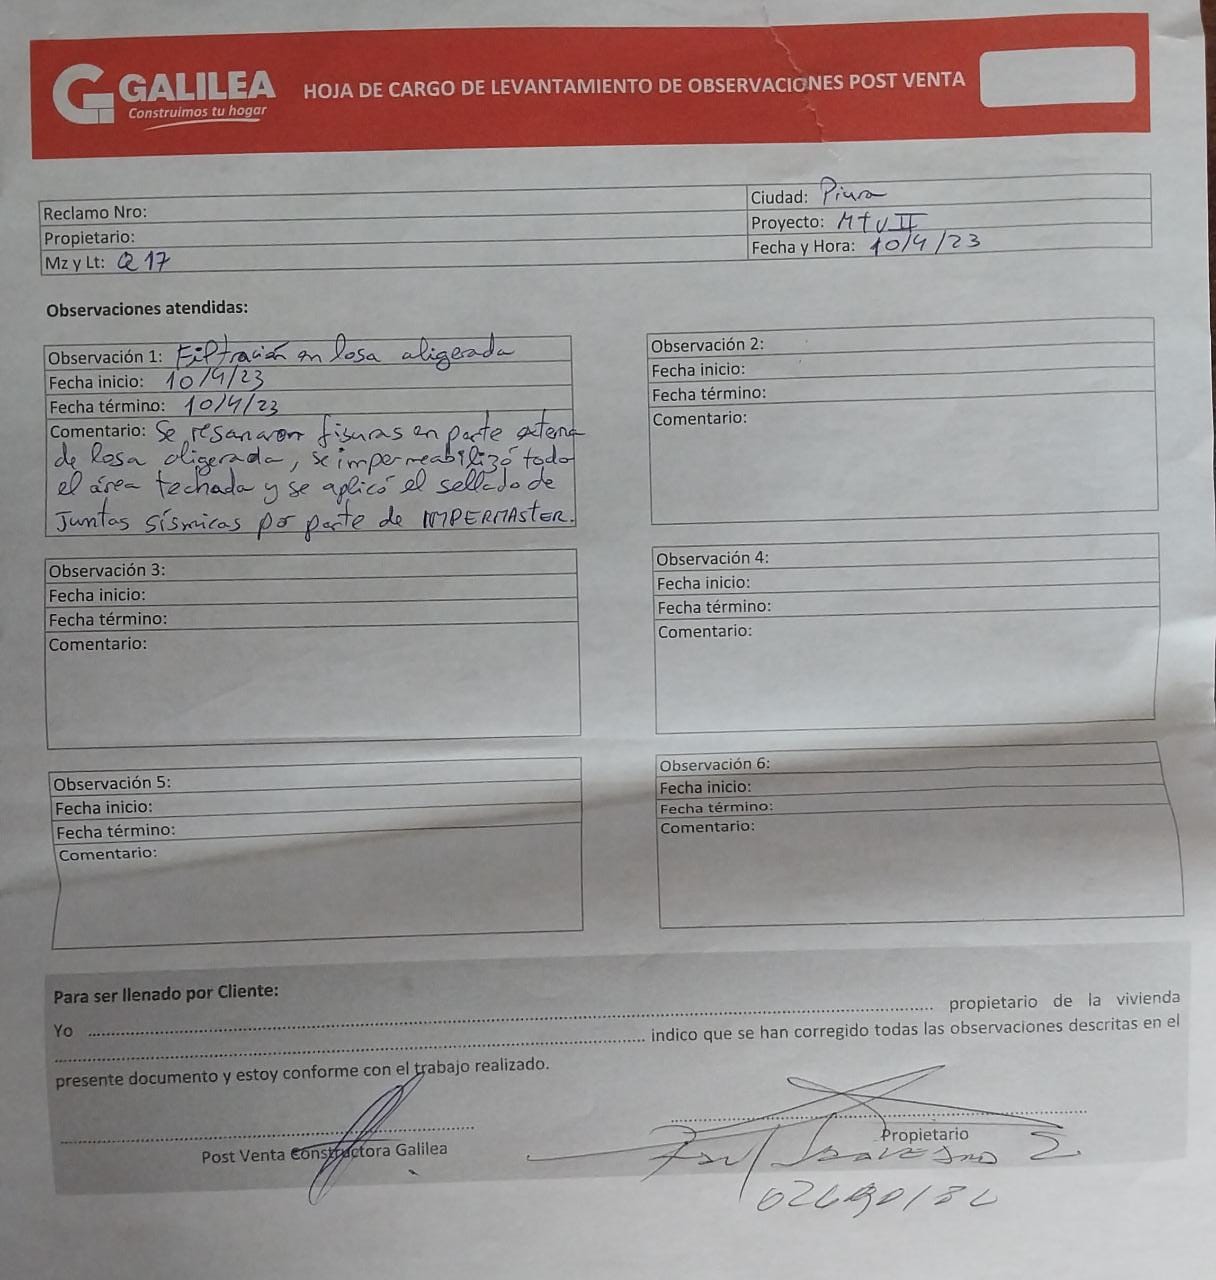 GALILEA
Construimos tu hogar
HOJA DE CARGO DE LEVANTAMIENTO DE OBSERVACIONES POST VENTA
Reclamo Nro:
Propietario:
Mz y Lt: Q 17
Ciudad: Piura
Proyecto: MtVII
Fecha y Hora: 10/4/23
Observaciones atendidas:
Observación 1: Filtración en losa aligerada
Fecha inicio: 10/4/23
Fecha término: 10/4/23
Comentario: Se resanaron fisuras en parte externa
de losa aligerada, se impermeabilizó todo
el área techada y se aplicó el sellado de
Juntas sísmicas por parte de IMPERMASTER.
Observación 2:
Fecha inicio:
Fecha término:
Comentario:
Observación 3:
Fecha inicio:
Fecha término:
Comentario:
Observación 4:
Fecha inicio:
Fecha término:
Comentario:
Observación 5:
Fecha inicio:
Fecha término:
Comentario:
Observación 6:
Fecha inicio:
Fecha término:
Comentario:
Para ser llenado por Cliente:
Yo ........ propietario de la vivienda
........ indico que se han corregido todas las observaciones descritas en el
presente documento y estoy conforme con el trabajo realizado.
Post Venta Constructora Galilea
Propietario